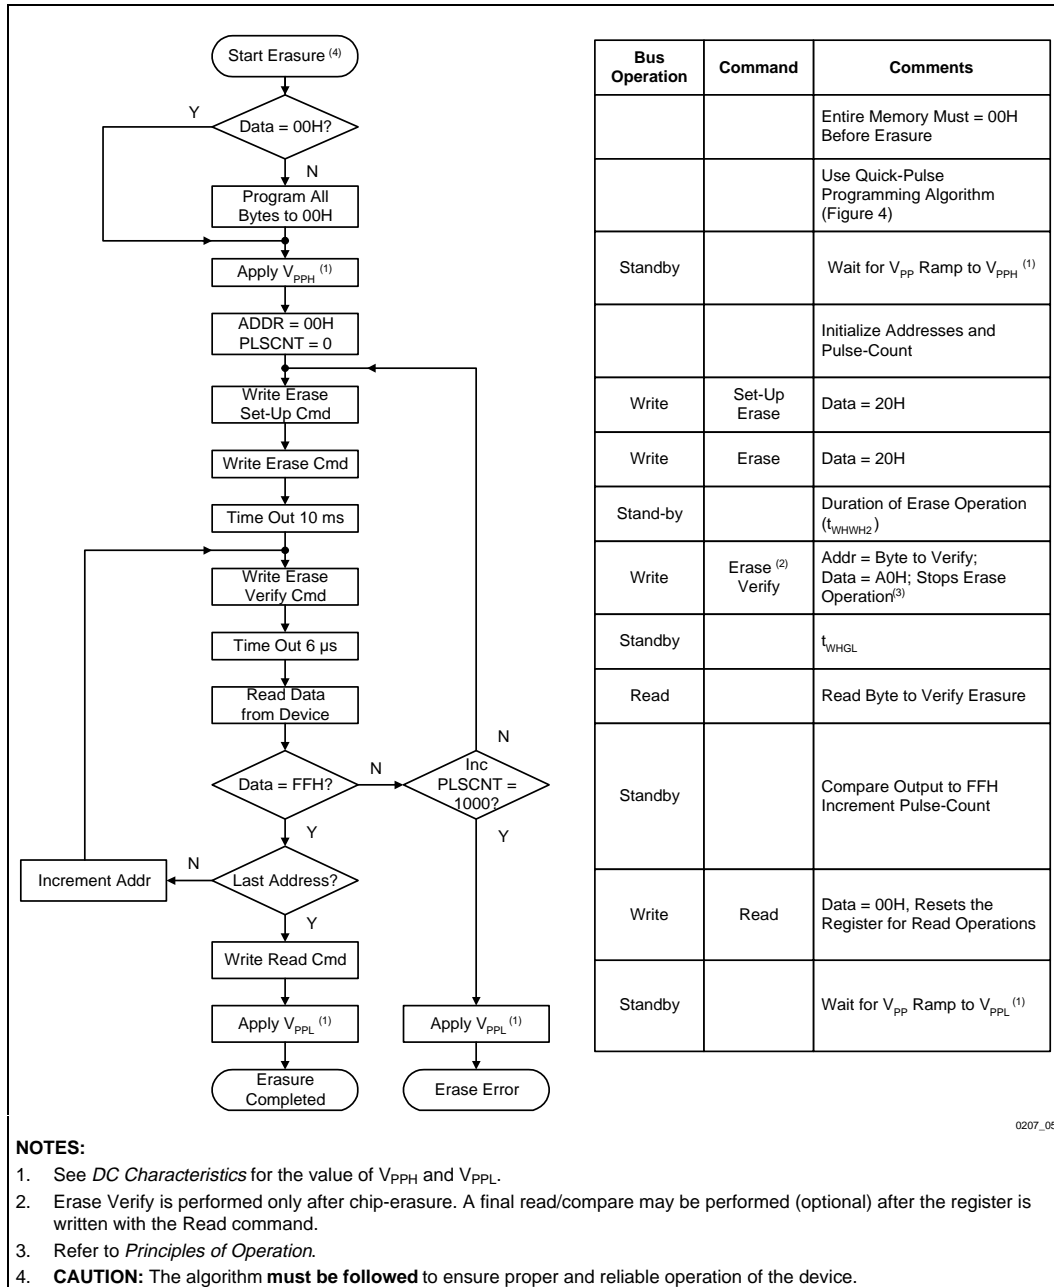 Start Erasure (4)
Y
Data = 00H?
N
Program All
Bytes to 00H
Apply VPPH (1)
ADDR = 00H
PLSCNT = 0
Write Erase
Set-Up Cmd
Write Erase Cmd
Time Out 10 ms
Write Erase
Verify Cmd
Time Out 6 µs
Read Data
from Device
N
Data = FFH?
N
Inc
PLSCNT =
1000?
Y
Y
Increment Addr
N
Last Address?
Y
Write Read Cmd
Apply VPPL (1)
Apply VPPL (1)
Erasure
Completed
Erase Error
Bus
Operation
Command
Comments
Entire Memory Must = 00H
Before Erasure
Use Quick-Pulse
Programming Algorithm
(Figure 4)
Standby
Wait for VPP Ramp to VPPH (1)
Initialize Addresses and
Pulse-Count
Write
Set-Up
Erase
Data = 20H
Write
Erase
Data = 20H
Stand-by
Duration of Erase Operation
(tWHWH2)
Write
Erase (2)
Verify
Addr = Byte to Verify;
Data = A0H; Stops Erase
Operation(3)
Standby
tWHGL
Read
Read Byte to Verify Erasure
Standby
Compare Output to FFH
Increment Pulse-Count
Write
Read
Data = 00H, Resets the
Register for Read Operations
Standby
Wait for VPP Ramp to VPPL (1)
0207_05
NOTES:
1. See DC Characteristics for the value of VPPH and VPPL.
2. Erase Verify is performed only after chip-erasure. A final read/compare may be performed (optional) after the register is
written with the Read command.
3. Refer to Principles of Operation.
4. CAUTION: The algorithm must be followed to ensure proper and reliable operation of the device.